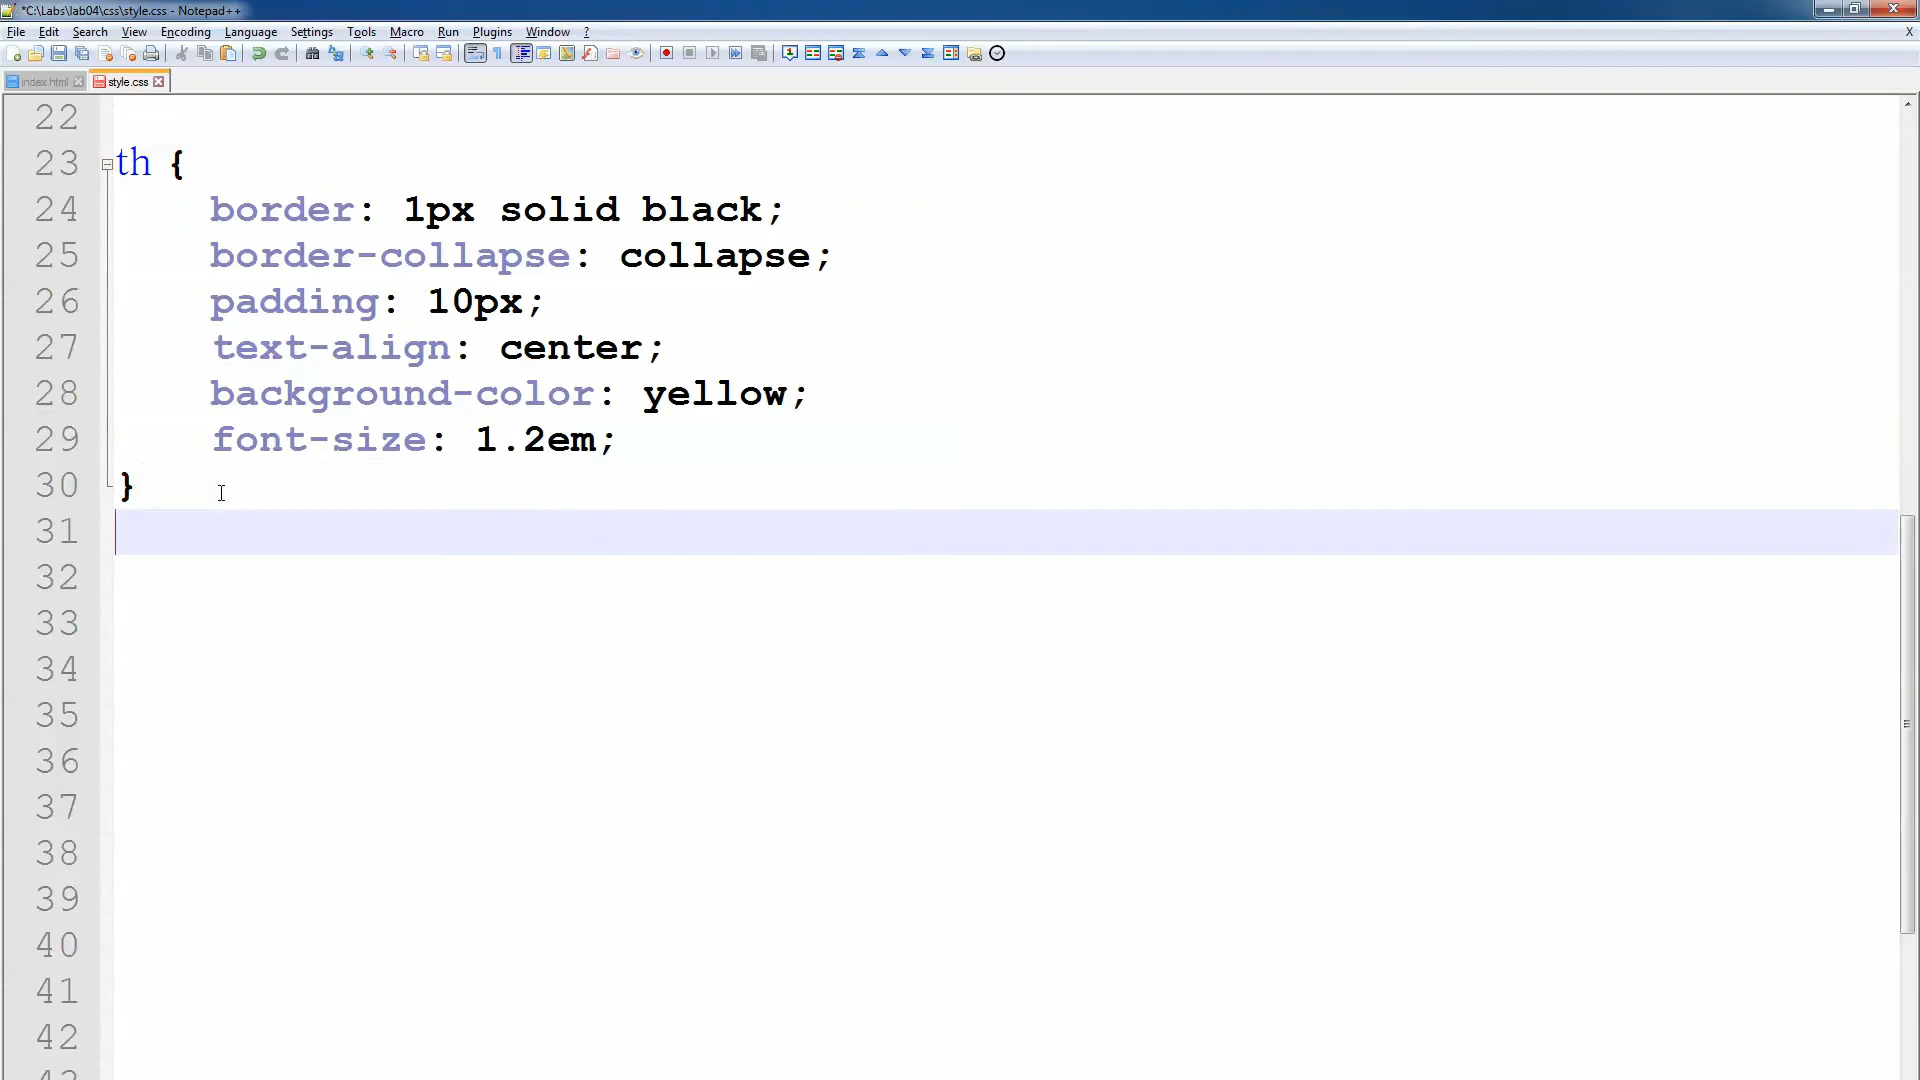 *C:\Labs\lab04\css\style.css - Notepad++
File Edit Search View Encoding Language Settings Tools Macro Run Plugins Window ?
X
index.html style.css
22
23 th {
24 border: 1px solid black;
25 border-collapse: collapse;
26 padding: 10px;
27 text-align: center;
28 background-color: yellow;
29 font-size: 1.2em;
30 }
31
32
33
34
35
36
37
38
39
40
41
42